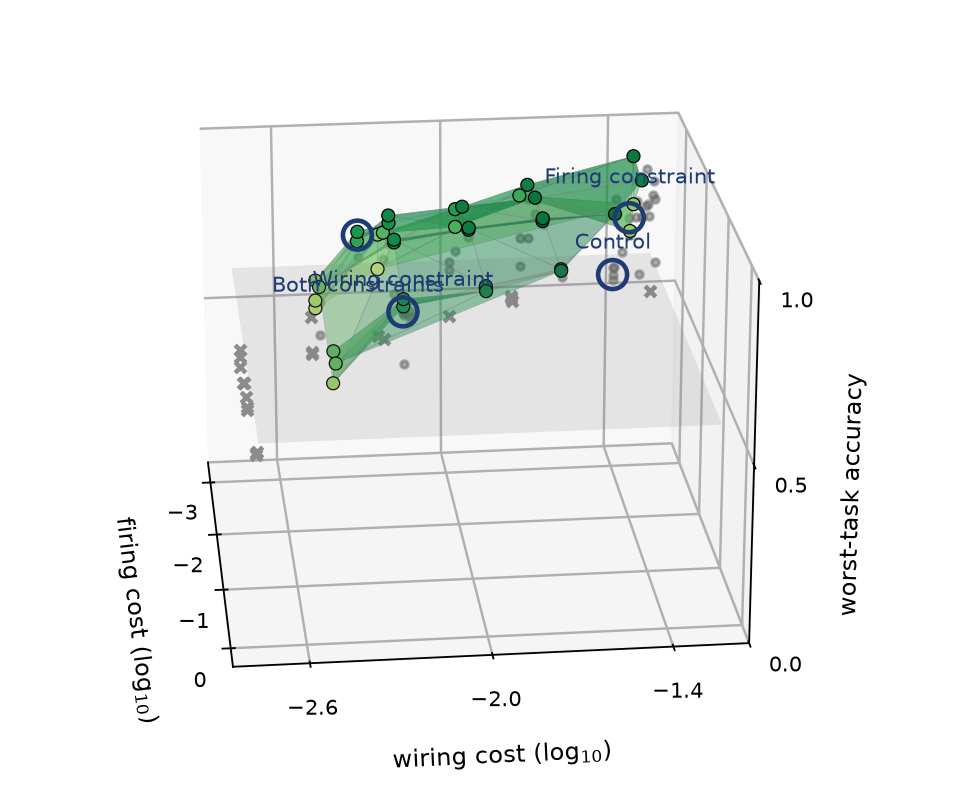 Firing constraint
Control
Wiring constraint
Both constraints
1.0
0.5
0.0
worst-task accuracy
−3
−2
−1
0
firing cost (log₁₀)
−2.6
−2.0
−1.4
wiring cost (log₁₀)